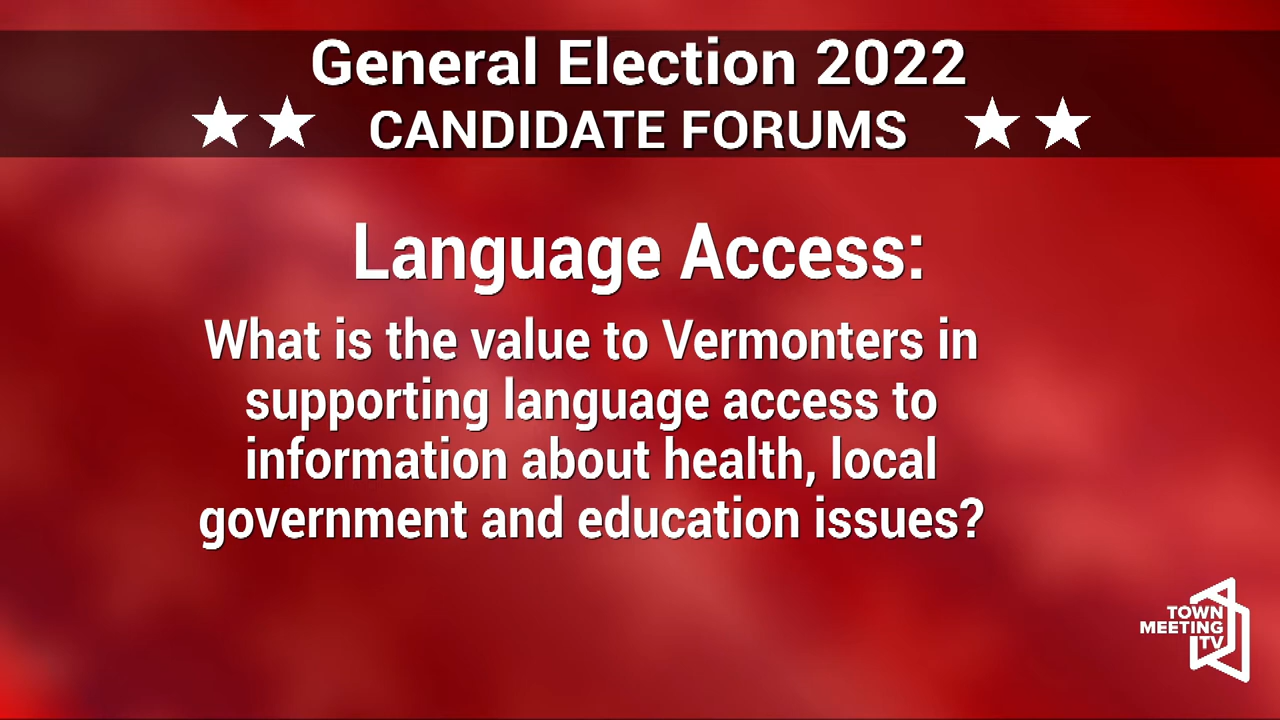 General Election 2022
CANDIDATE FORUMS
Language Access:
What is the value to Vermonters in
supporting language access to
information about health, local
government and education issues?
TOWN
MEETING
TV